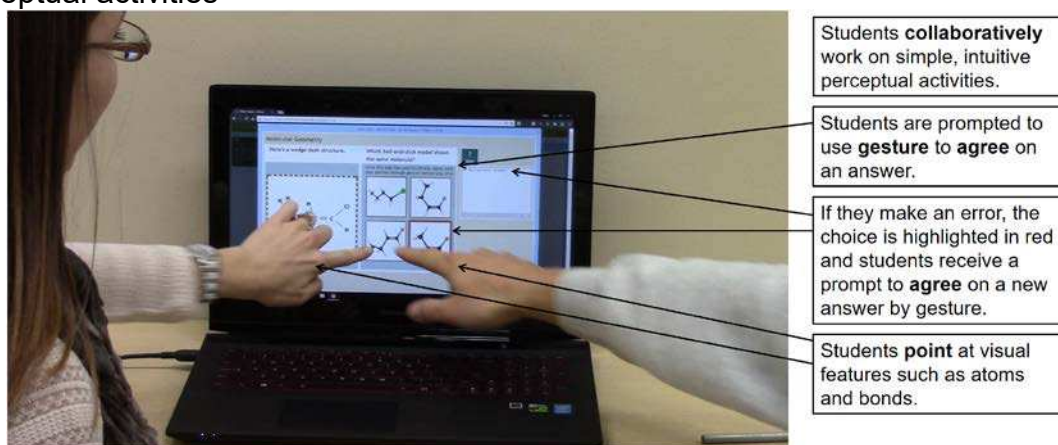 eptual activities
Students collaboratively
work on simple, intuitive
perceptual activities.
Students are prompted to
use gesture to agree on
an answer.
If they make an error, the
choice is highlighted in red
and students receive a
prompt to agree on a new
answer by gesture.
Students point at visual
features such as atoms
and bonds.
Molecular Geometry
Here's a wedge dash structure.
Which ball and stick model shows
the same molecule?